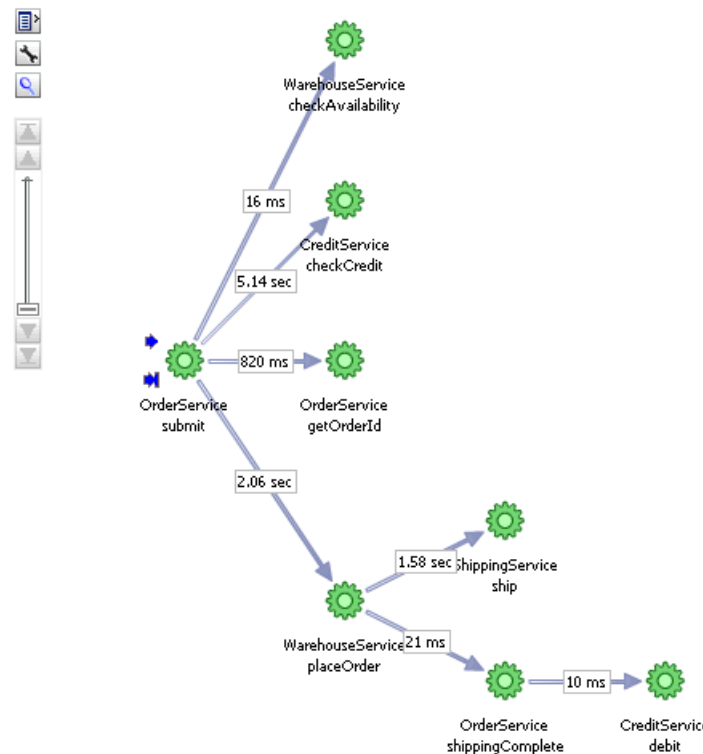 WarehouseService
checkAvailability
16 ms
CreditService
checkCredit
5.14 sec
820 ms
OrderService
submit
OrderService
getOrderId
2.06 sec
1.58 sec
ShippingService
ship
WarehouseService
placeOrder
21 ms
10 ms
OrderService
shippingComplete
CreditService
debit